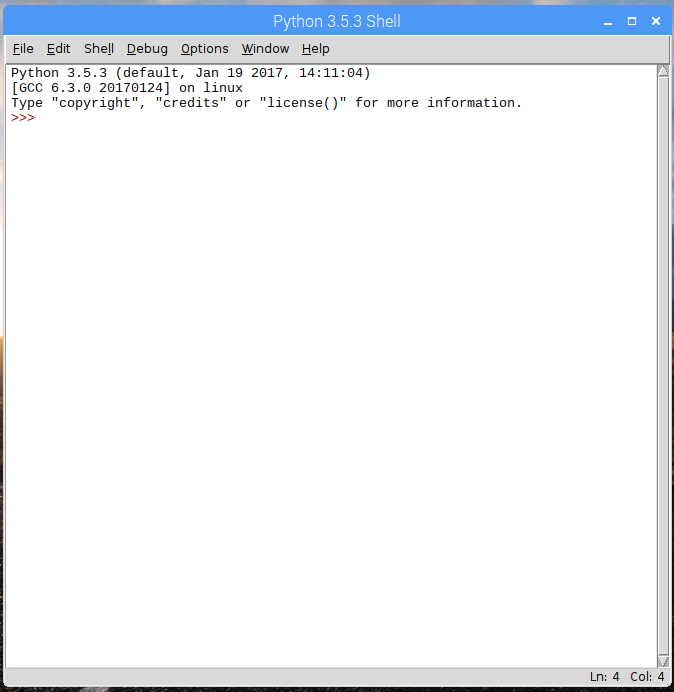 Python 3.5.3 Shell
File Edit Shell Debug Options Window Help
Python 3.5.3 (default, Jan 19 2017, 14:11:04)
[GCC 6.3.0 20170124] on linux
Type "copyright", "credits" or "license()" for more information.
>>>
Ln: 4 Col: 4